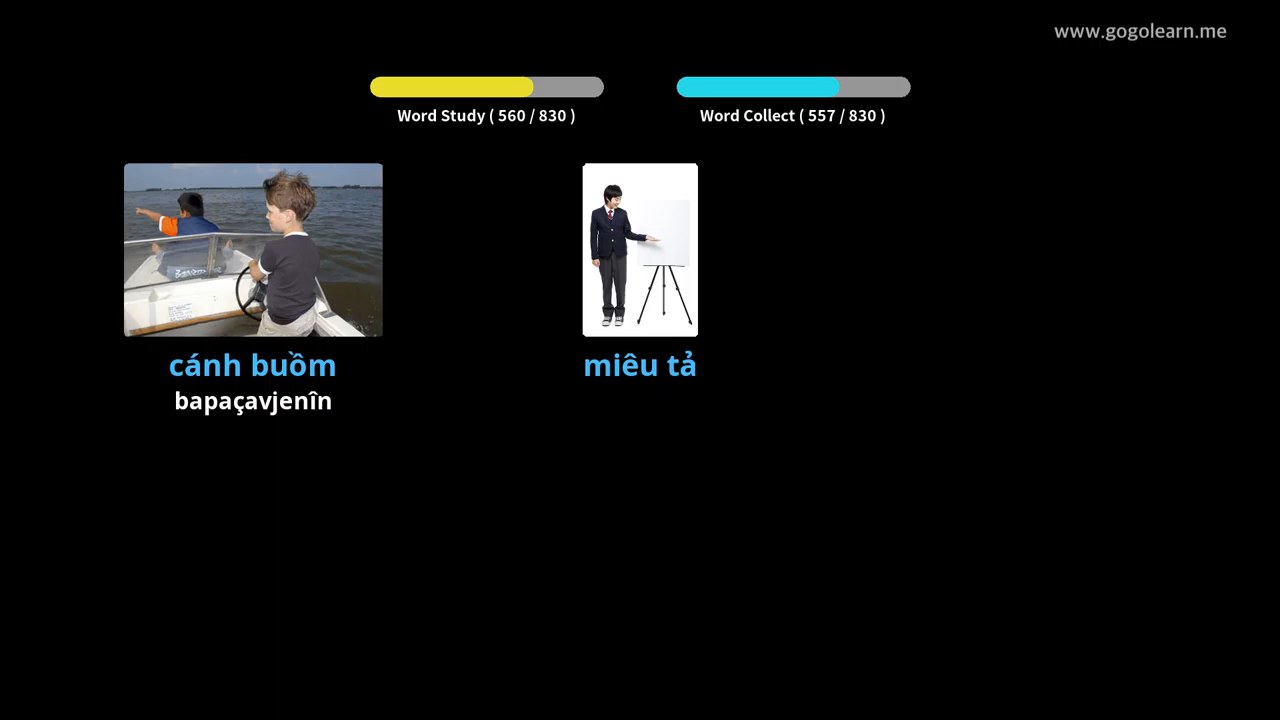 www.gogolearn.me
Word Study ( 560 / 830 )
Word Collect ( 557 / 830 )
cánh buồm
bapaçavjenîn
miêu tả